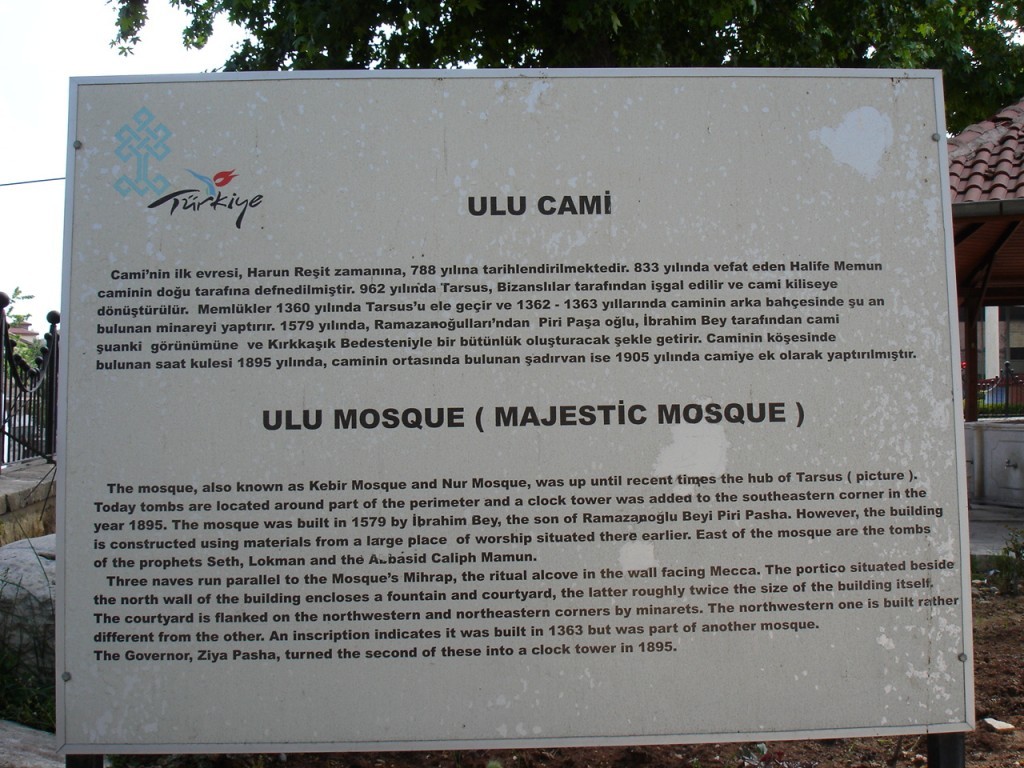 Türkiye
ULU CAMİ
Cami'nin ilk evresi, Harun Reşit zamanına, 788 yılına tarihlendirilmektedir. 833 yılında vefat eden Halife Memun
caminin doğu tarafına defnedilmiştir. 962 yılında Tarsus, Bizanslılar tarafından işgal edilir ve cami kiliseye
dönüştürülür. Memlükler 1360 yılında Tarsus'u ele geçir ve 1362 - 1363 yıllarında caminin arka bahçesinde şu an
bulunan minareyi yaptırır. 1579 yılında, Ramazanoğulları'ndan Piri Paşa oğlu, İbrahim Bey tarafından cami
şuanki görünümüne ve Kırkkaşık Bedesteniyle bir bütünlük oluşturacak şekle getirir. Caminin köşesinde
bulunan saat kulesi 1895 yılında, caminin ortasında bulunan şadırvan ise 1905 yılında camiye ek olarak yaptırılmıştır.
ULU MOSQUE ( MAJESTİC MOSQUE )
The mosque, also known as Kebir Mosque and Nur Mosque, was up until recent times the hub of Tarsus ( picture ).
Today tombs are located around part of the perimeter and a clock tower was added to the southeastern corner in the
year 1895. The mosque was built in 1579 by İbrahim Bey, the son of Ramazanoğlu Beyi Piri Pasha. However, the building
is constructed using materials from a large place of worship situated there earlier. East of the mosque are the tombs
of the prophets Seth, Lokman and the Abbasid Caliph Mamun.
Three naves run parallel to the Mosque's Mihrap, the ritual alcove in the wall facing Mecca. The portico situated beside
the north wall of the building encloses a fountain and courtyard, the latter roughly twice the size of the building itself.
The courtyard is flanked on the northwestern and northeastern corners by minarets. The northwestern one is built rather
different from the other. An inscription indicates it was built in 1363 but was part of another mosque.
The Governor, Ziya Pasha, turned the second of these into a clock tower in 1895.